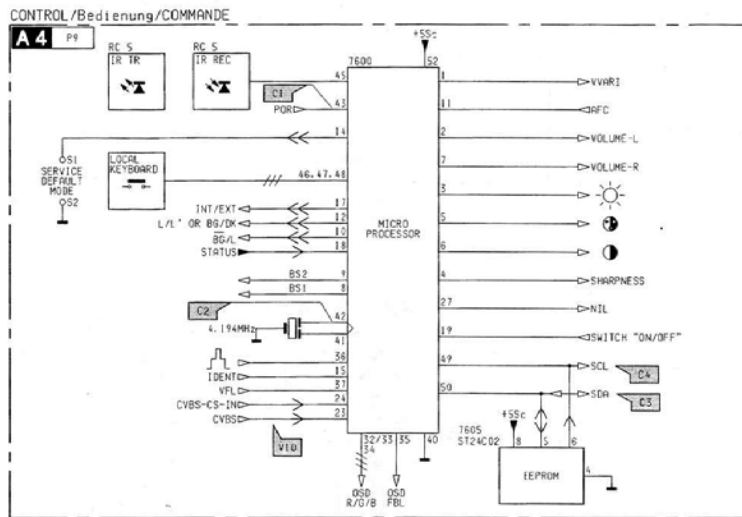 CONTROL/Bedienung/COMMANDE
A4 P9
RC 5
IR TR
RC 5
IR REC
+5Sc
7600
52
45
1
VVARI
C1
POR
43
11
AFC
14
2
VOLUME-L
S1
SERVICE
DEFAULT
MODE
S2
LOCAL
KEYBOARD
46.47.48
7
VOLUME-R
3
INT/EXT
17
L/L' OR BG/DK
12
BG/L
10
STATUS
18
MICRO
PROCESSOR
5
6
BS2
9
BS1
8
4
SHARPNESS
C2
42
4.194MHz
41
27
NIL
19
SWITCH "ON/OFF"
36
IDENT
15
VFL
37
CVBS-CS-IN
24
CVBS
23
49
SCL
C4
50
SDA
C3
V10
32/33
34
35
40
OSD
R/G/B
OSD
FBL
7605
ST24C02
+5Sc
8
5
6
EEPROM
4